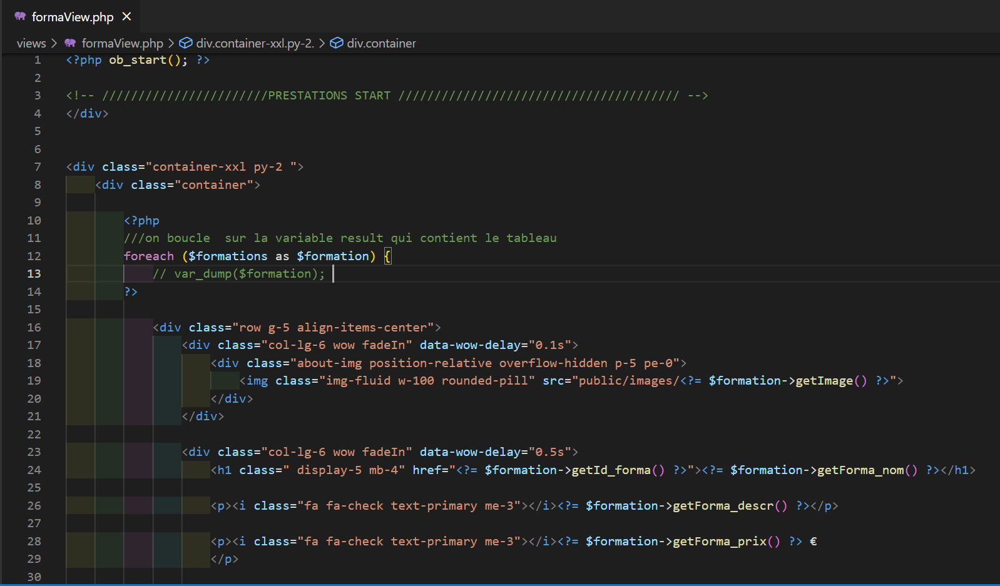 formaView.php
views > formaView.php > div.container-xxl.py-2. > div.container
1 <?php ob_start(); ?>
2
3 <!-- ///////////////////////PRESTATIONS START /////////////////////////////////////// -->
4 </div>
5
6
7 <div class="container-xxl py-2 ">
8 <div class="container">
9
10 <?php
11 ///on boucle  sur la variable result qui contient le tableau
12 foreach ($formations as $formation) {
13 // var_dump($formation);
14 ?>
15
16 <div class="row g-5 align-items-center">
17 <div class="col-lg-6 wow fadeIn" data-wow-delay="0.1s">
18 <div class="about-img position-relative overflow-hidden p-5 pe-0">
19 <img class="img-fluid w-100 rounded-pill" src="public/images/<?= $formation->getImage() ?>">
20 </div>
21 </div>
22
23 <div class="col-lg-6 wow fadeIn" data-wow-delay="0.5s">
24 <h1 class=" display-5 mb-4" href="<?= $formation->getId_forma() ?>"><?= $formation->getForma_nom() ?></h1>
25
26 <p><i class="fa fa-check text-primary me-3"></i><?= $formation->getForma_descr() ?></p>
27
28 <p><i class="fa fa-check text-primary me-3"></i><?= $formation->getForma_prix() ?> €
29 </p>
30